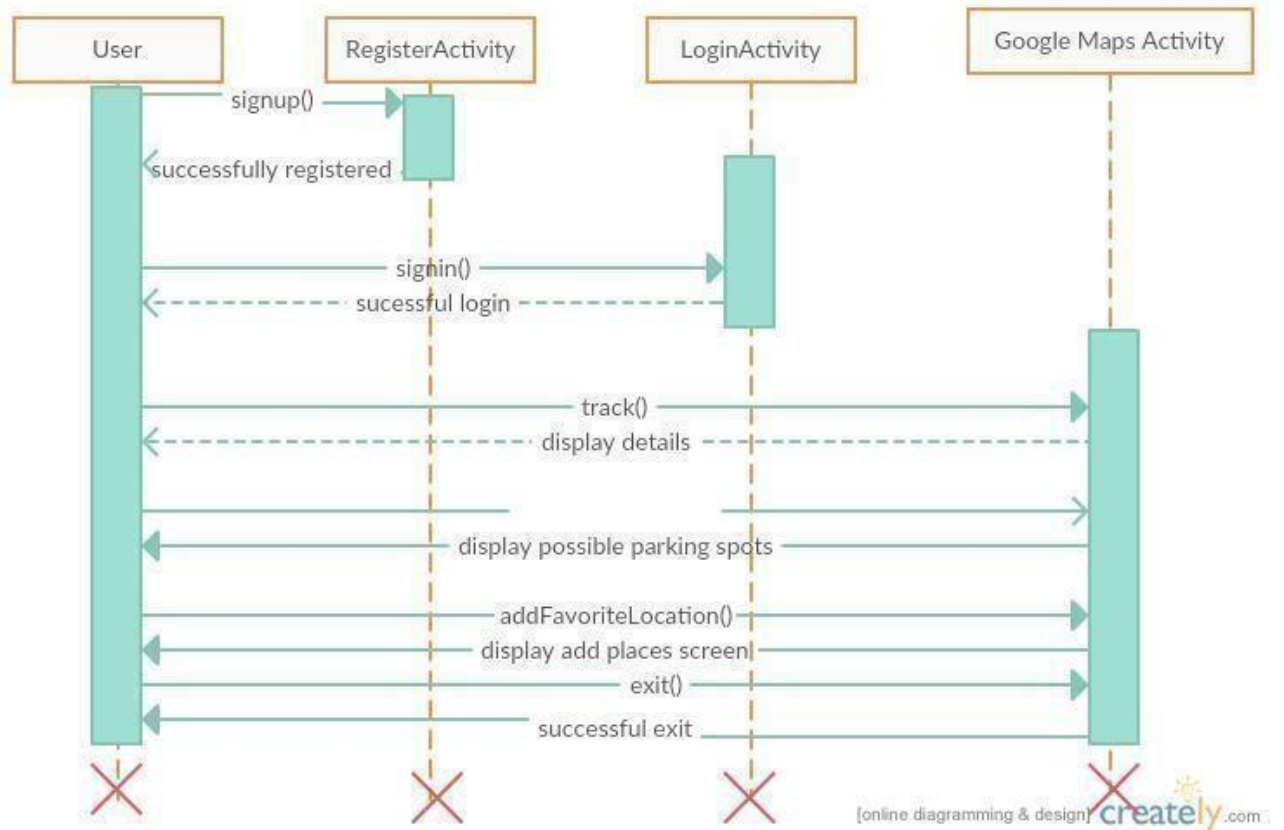 User
RegisterActivity
LoginActivity
Google Maps Activity
signup()
successfully registered
signin()
sucessful login
track()
display details
display possible parking spots
addFavoriteLocation()
display add places screen
exit()
successful exit
[online diagramming & design] creately.com